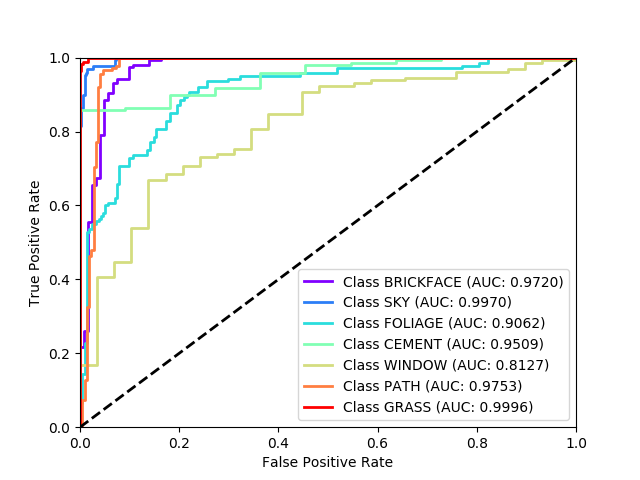 1.0
0.8
0.6
0.4
0.2
0.0
True Positive Rate
Class BRICKFACE (AUC: 0.9720)
Class SKY (AUC: 0.9970)
Class FOLIAGE (AUC: 0.9062)
Class CEMENT (AUC: 0.9509)
Class WINDOW (AUC: 0.8127)
Class PATH (AUC: 0.9753)
Class GRASS (AUC: 0.9996)
0.0 0.2 0.4 0.6 0.8 1.0
False Positive Rate